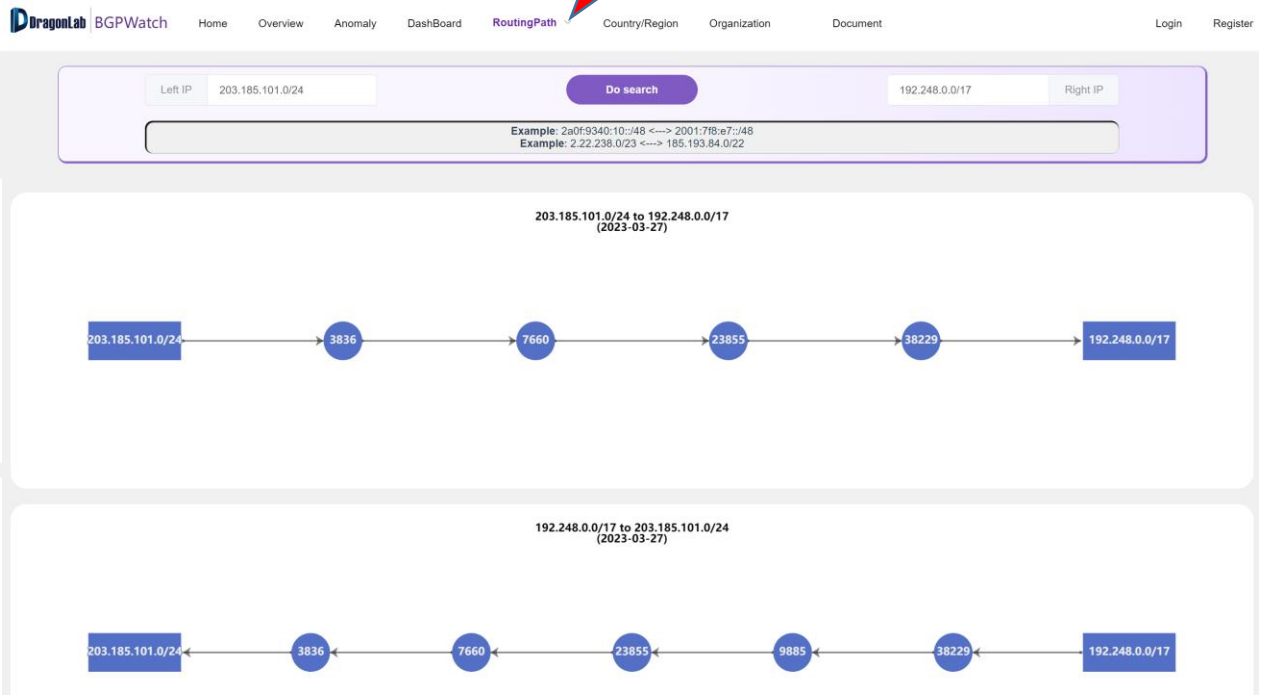 DragonLab BGPWatch Home Overview Anomaly DashBoard RoutingPath Country/Region Organization Document Login Register
Left IP 203.185.101.0/24 Do search 192.248.0.0/17 Right IP
Example: 2a0f:9340:10::/48 <---> 2001:7f8:e7::/48
Example: 2.22.238.0/23 <---> 185.193.84.0/22
203.185.101.0/24 to 192.248.0.0/17
(2023-03-27)
203.185.101.0/24 3836 7660 23855 38229 192.248.0.0/17
192.248.0.0/17 to 203.185.101.0/24
(2023-03-27)
203.185.101.0/24 3836 7660 23855 9885 38229 192.248.0.0/17